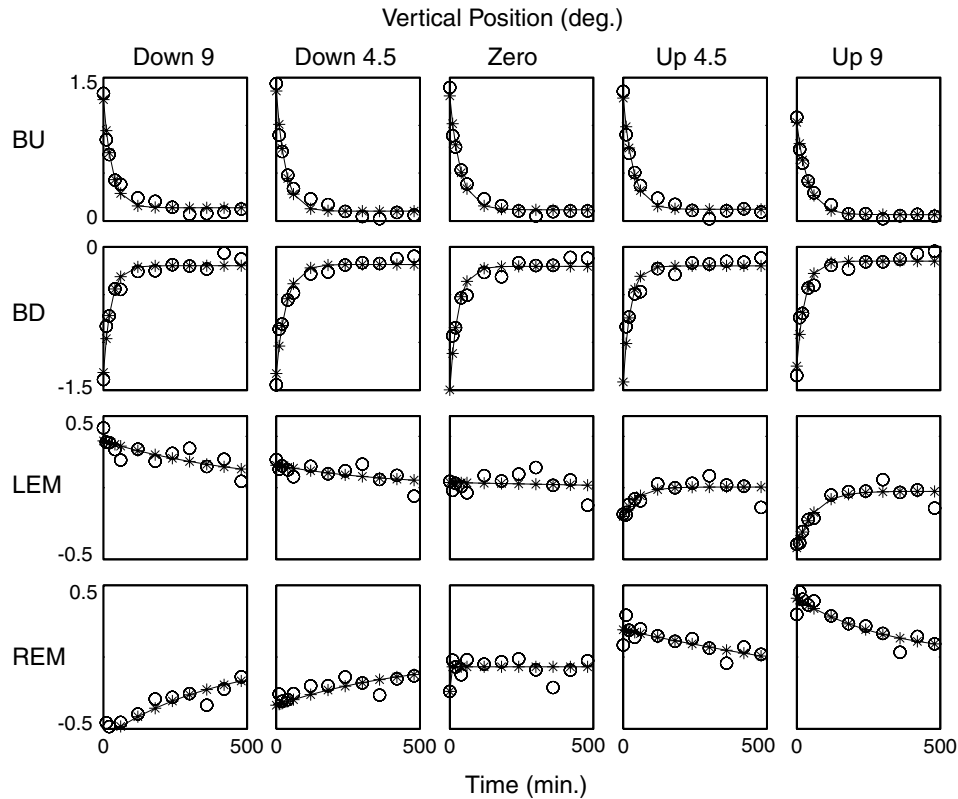 Vertical Position (deg.)
Down 9 Down 4.5 Zero Up 4.5 Up 9
1.5
BU
0
0
BD
-1.5
0.5
LEM
-0.5
0.5
REM
-0.5
0 500 0 500 0 500 0 500 0 500
Time (min.)